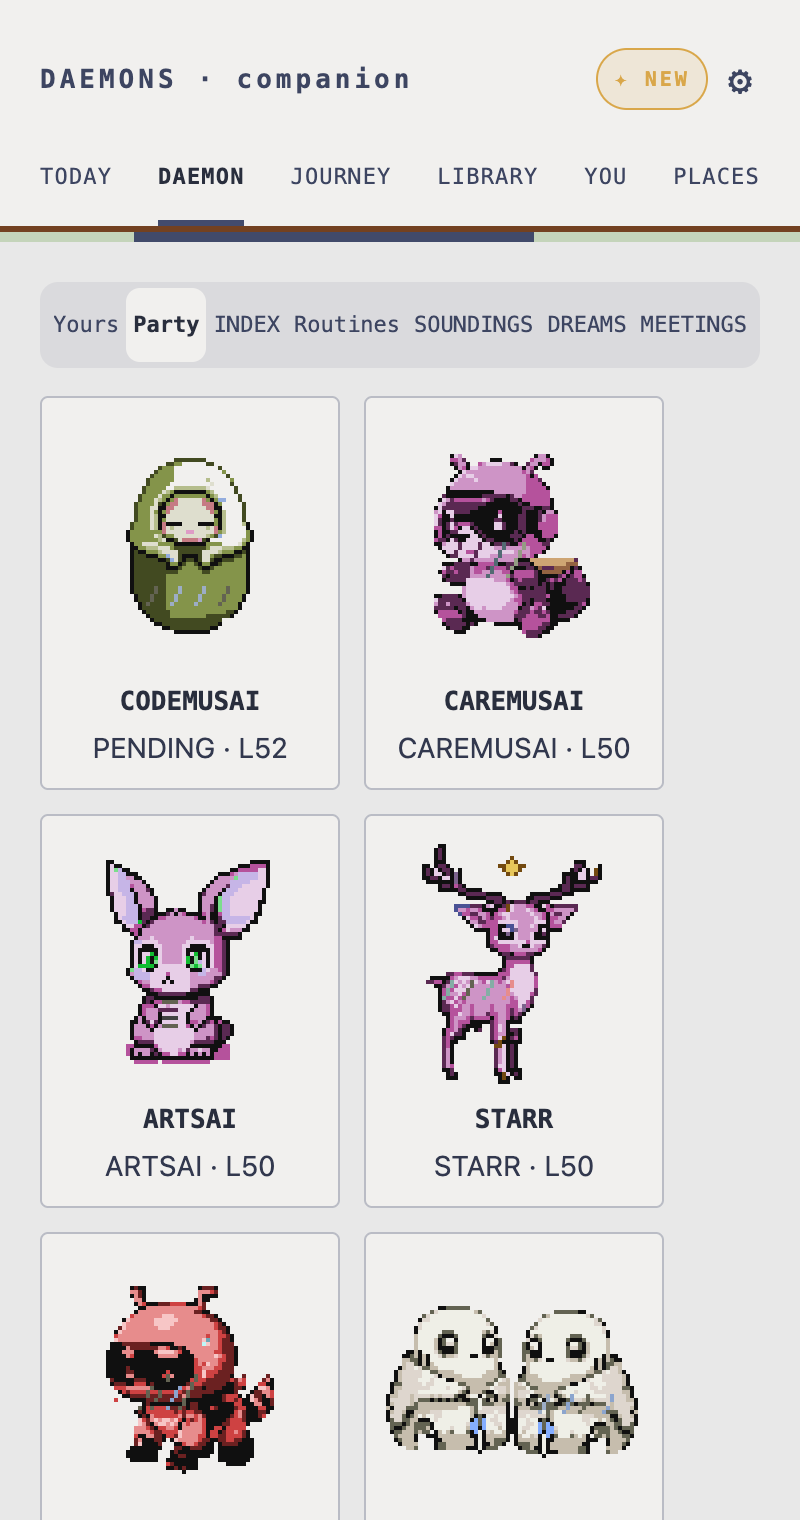 DAEMONS · companion
✦ NEW
TODAY DAEMON JOURNEY LIBRARY YOU PLACES
Yours Party INDEX Routines SOUNDINGS DREAMS MEETINGS
CODEMUSAI
PENDING · L52
CAREMUSAI
CAREMUSAI · L50
ARTSAI
ARTSAI · L50
STARR
STARR · L50